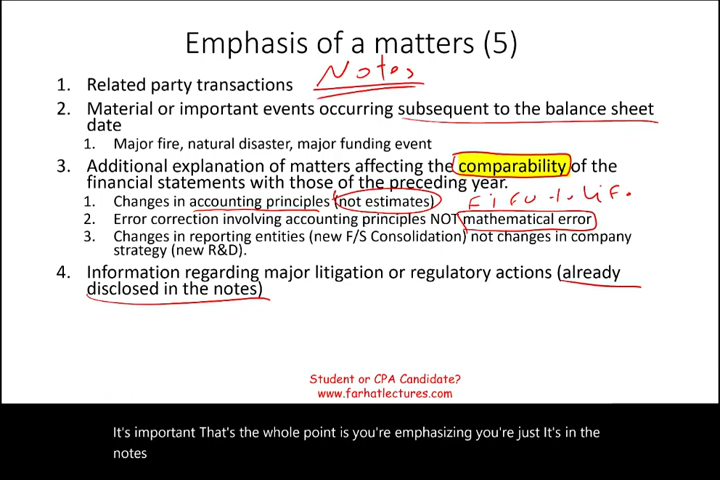 Emphasis of a matters (5)
Notes
1. Related party transactions
2. Material or important events occurring subsequent to the balance sheet
date
1. Major fire, natural disaster, major funding event
3. Additional explanation of matters affecting the comparability of the
financial statements with those of the preceding year.
1. Changes in accounting principles (not estimates)
2. Error correction involving accounting principles NOT mathematical error
3. Changes in reporting entities (new F/S Consolidation) not changes in company
strategy (new R&D).
4. Information regarding major litigation or regulatory actions (already
disclosed in the notes)
Student or CPA Candidate?
www.farhatlectures.com
It's important That's the whole point is you're emphasizing you're just It's in the
notes